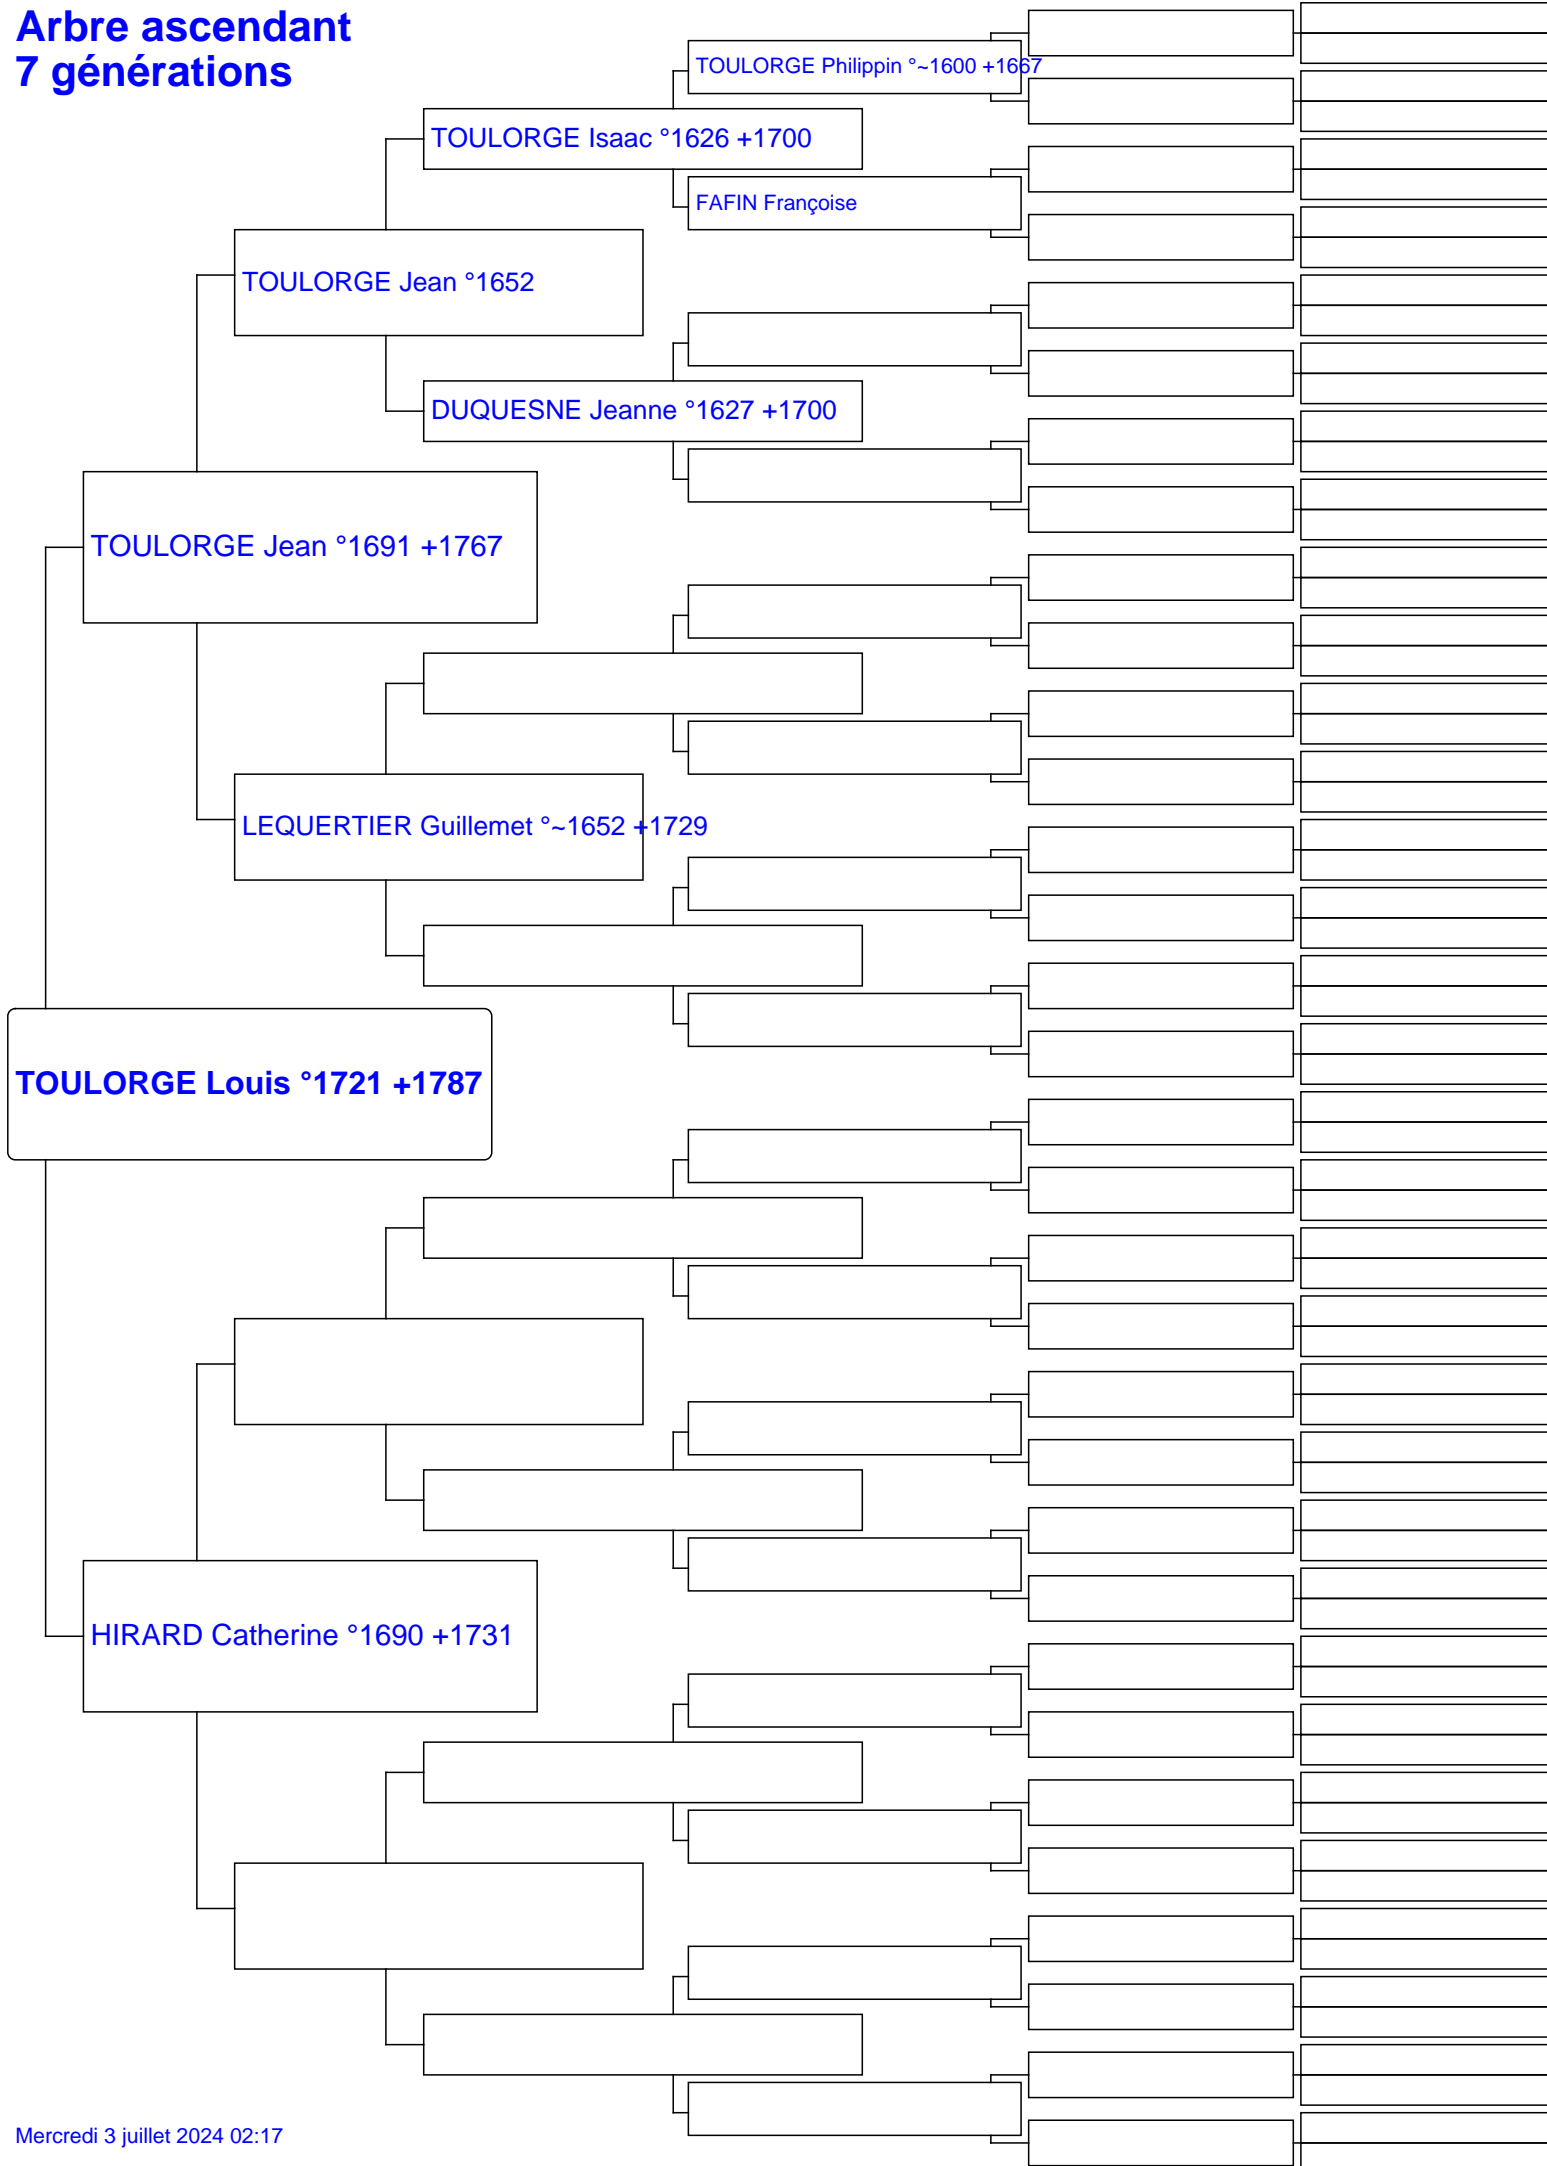 Arbre ascendant
7 générations
TOULORGE Philippin °~1600 +1667
TOULORGE Isaac °1626 +1700
FAFIN Françoise
TOULORGE Jean °1652
DUQUESNE Jeanne °1627 +1700
TOULORGE Jean °1691 +1767
LEQUERTIER Guillemet °~1652 +1729
TOULORGE Louis °1721 +1787
HIRARD Catherine °1690 +1731
Mercredi 3 juillet 2024 02:17